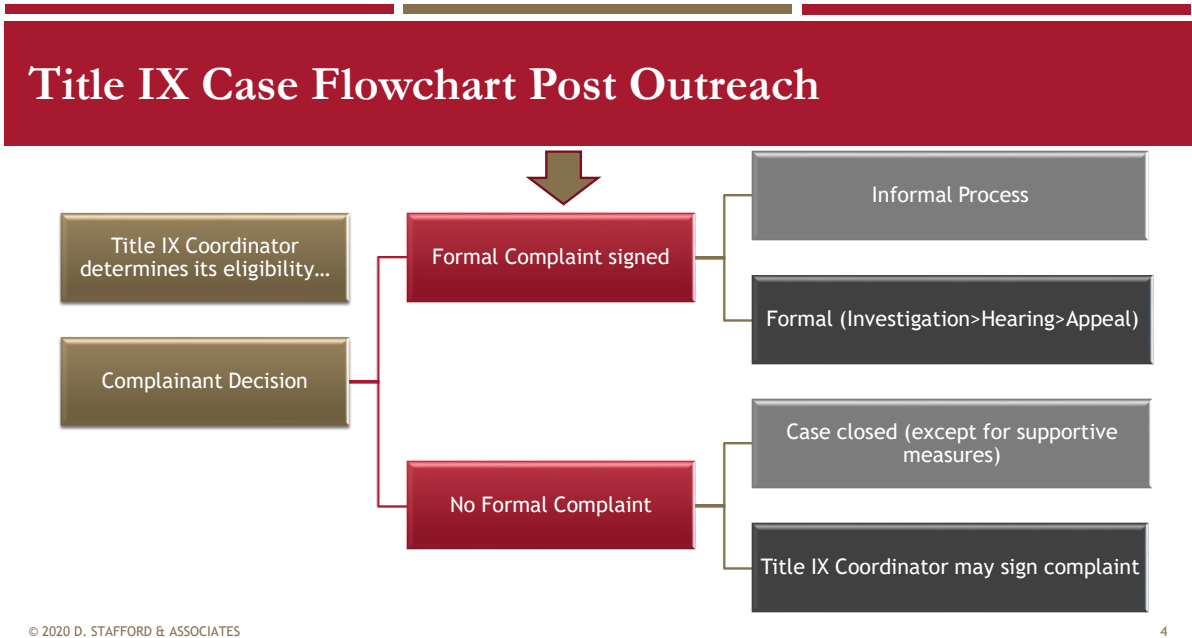 Title IX Case Flowchart Post Outreach
Title IX Coordinator
determines its eligibility…
Complainant Decision
Formal Complaint signed
No Formal Complaint
Informal Process
Formal (Investigation>Hearing>Appeal)
Case closed (except for supportive
measures)
Title IX Coordinator may sign complaint
© 2020 D. STAFFORD & ASSOCIATES
4